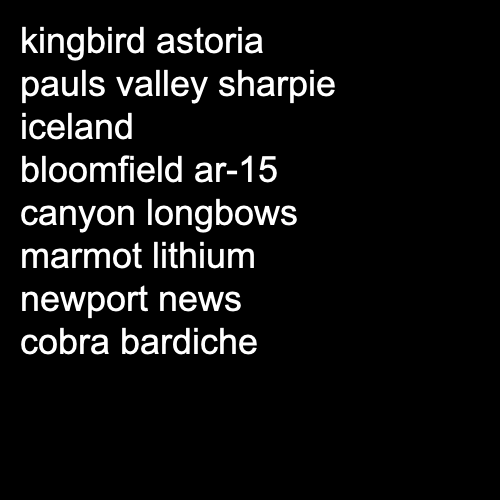 kingbird astoria
pauls valley sharpie
iceland
bloomfield ar-15
canyon longbows
marmot lithium
newport news
cobra bardiche